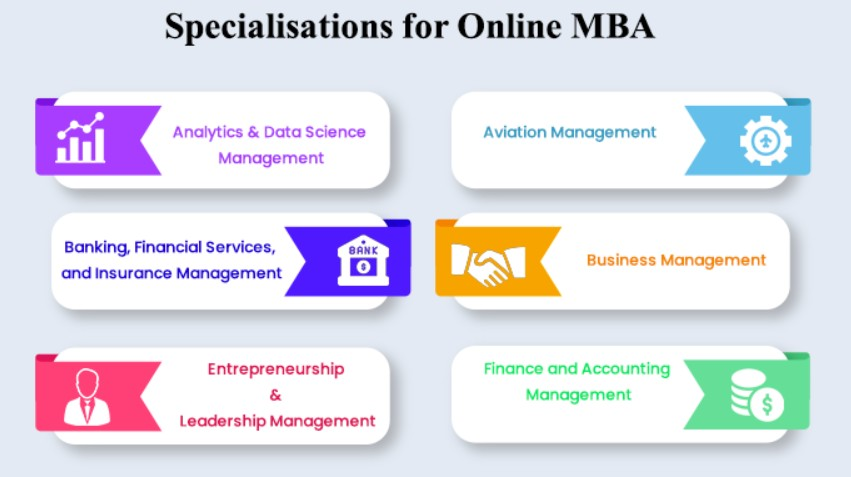 Specialisations for Online MBA
Analytics & Data Science
Management
Aviation Management
Banking, Financial Services,
and Insurance Management
BANK
$
Business Management
Entrepreneurship
&
Leadership Management
Finance and Accounting
Management
$